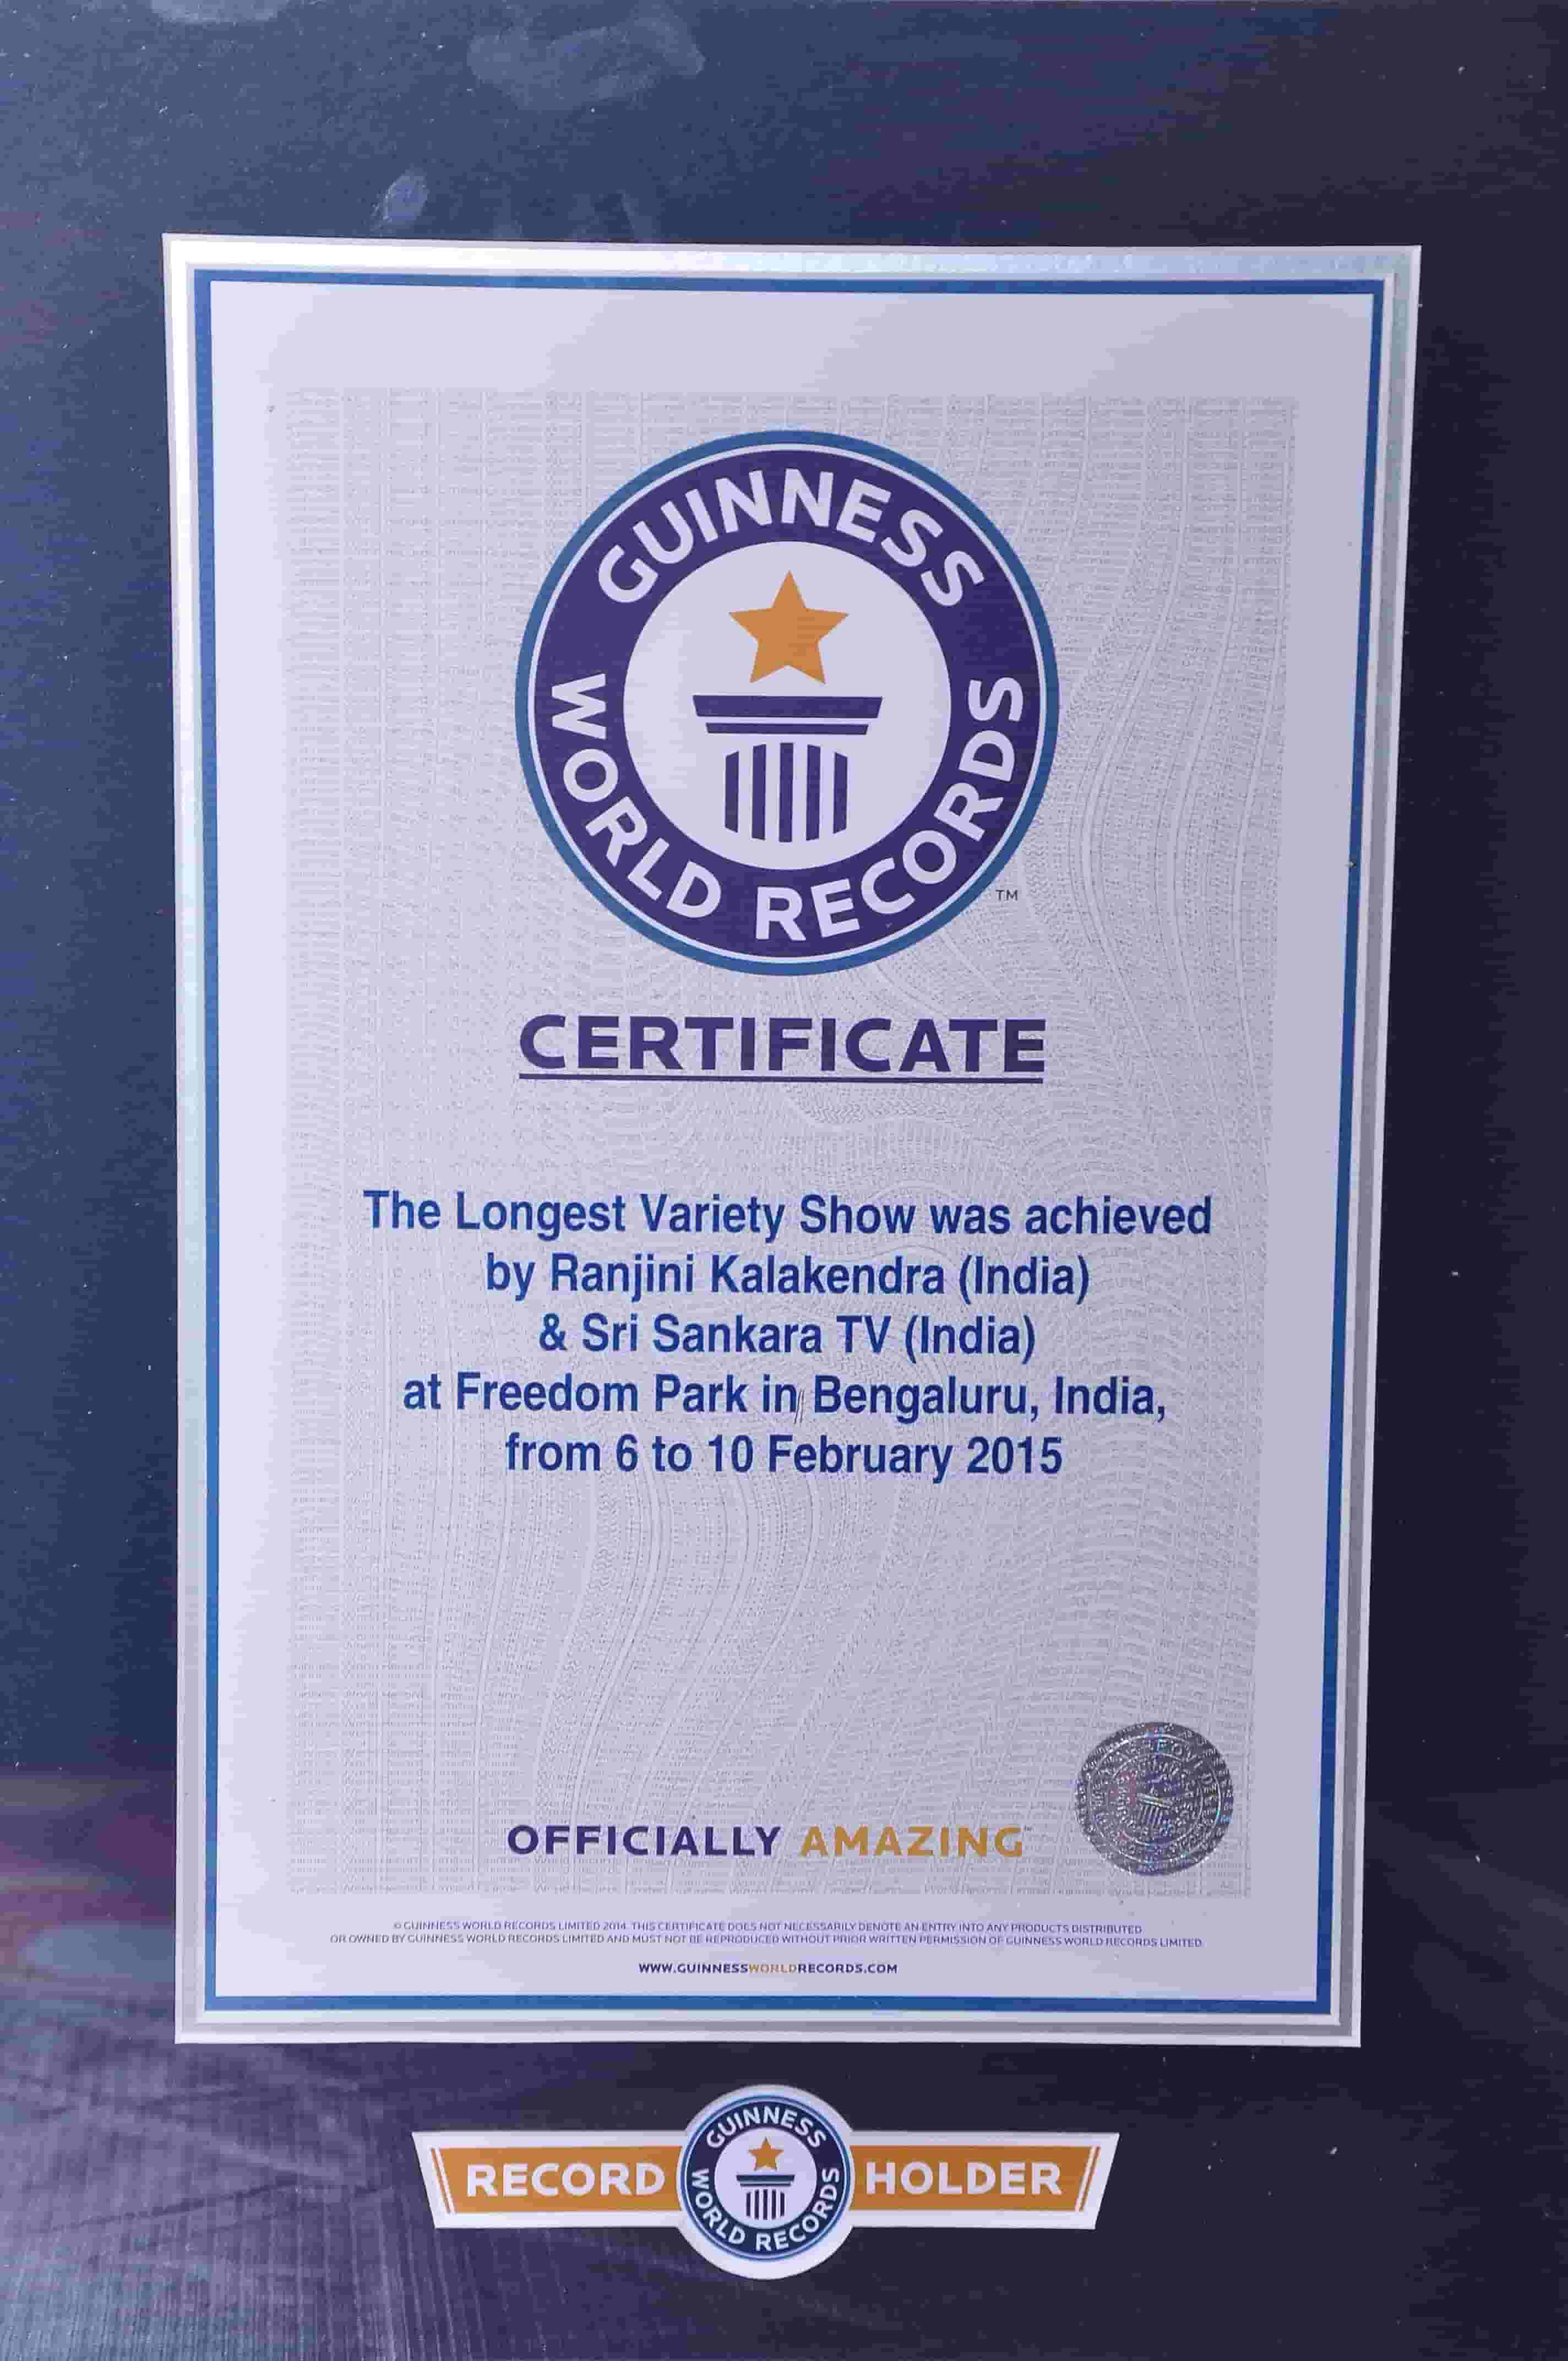 GUINNESS
WORLD RECORDS
TM
CERTIFICATE
The Longest Variety Show was achieved
by Ranjini Kalakendra (India)
& Sri Sankara TV (India)
at Freedom Park in Bengaluru, India,
from 6 to 10 February 2015
OFFICIALLY AMAZING™
© GUINNESS WORLD RECORDS LIMITED 2014. THIS CERTIFICATE DOES NOT NECESSARILY DENOTE AN ENTRY INTO ANY PRODUCTS DISTRIBUTED
OR OWNED BY GUINNESS WORLD RECORDS LIMITED AND MUST NOT BE REPRODUCED WITHOUT PRIOR WRITTEN PERMISSION OF GUINNESS WORLD RECORDS LIMITED
WWW.GUINNESSWORLDRECORDS.COM
RECORD HOLDER
GUINNESS
WORLD RECORDS